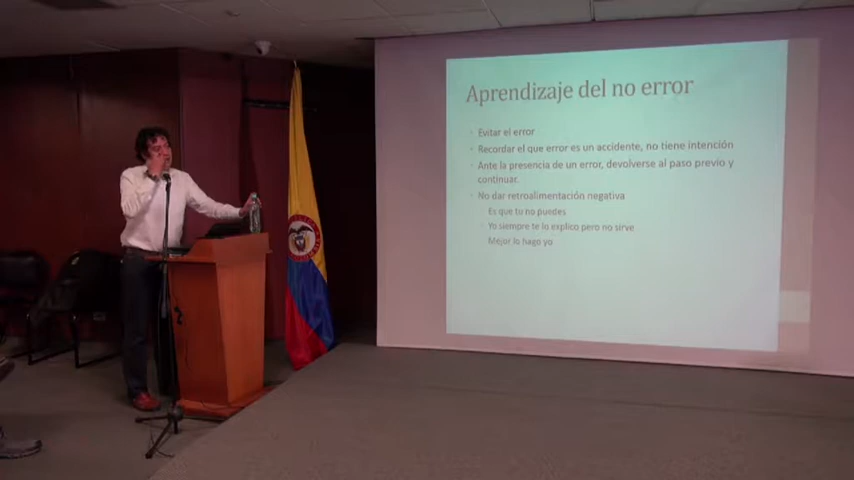 Aprendizaje del no error
Evitar el error
Recordar el que error es un accidente, no tiene intención
Ante la presencia de un error, devolverse al paso previo y
continuar.
No dar retroalimentación negativa
Es que tu no puedes
Yo siempre te lo explico pero no sirve
Mejor lo hago yo